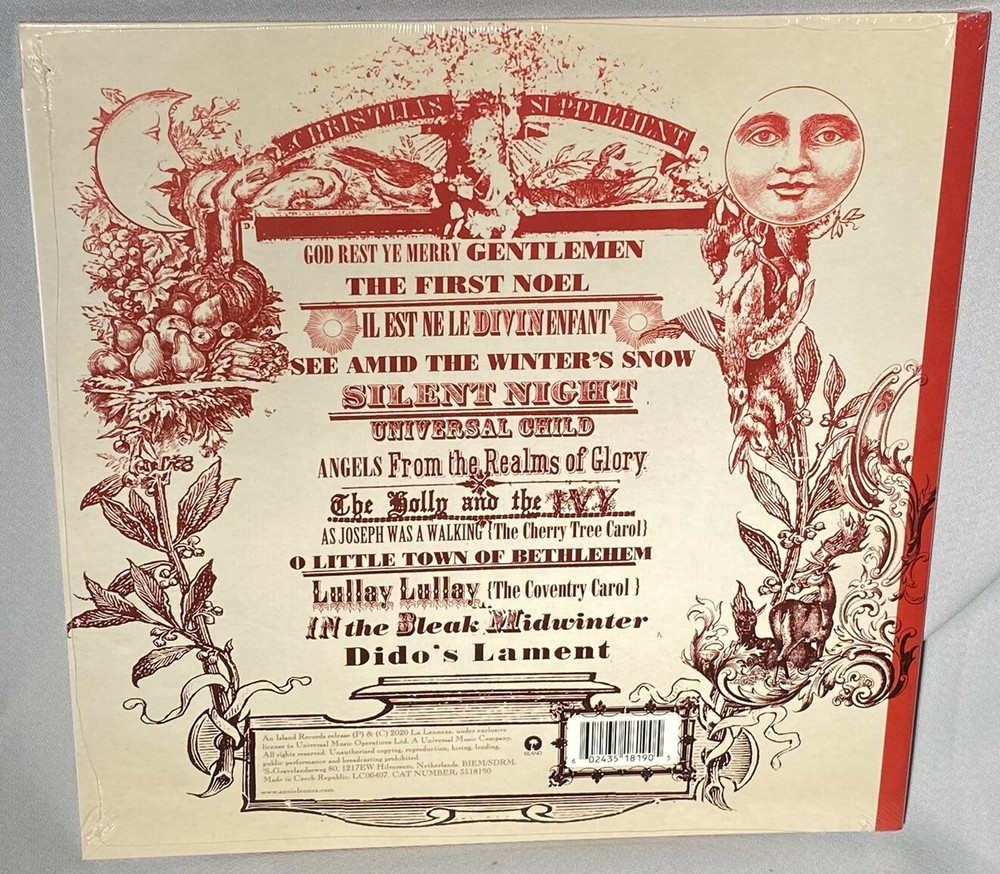 CHRISTMAS SUPPLEMENT
GOD REST YE MERRY GENTLEMEN
THE FIRST NOEL
IL EST NE LE DIVIN ENFANT
SEE AMID THE WINTER'S SNOW
SILENT NIGHT
UNIVERSAL CHILD
ANGELS From the Realms of Glory.
The Holly and the IVY
AS JOSEPH WAS A WALKING {The Cherry Tree Carol}
O LITTLE TOWN OF BETHLEHEM
Lullay Lullay {The Coventry Carol }
IN the Bleak Midwinter
Dido's Lament
An Island Records release (P) & (C) 2020 La Lennoxa, under exclusive
license to Universal Music Operations Ltd. A Universal Music Company.
All rights reserved. Unauthorised copying, reproduction, hiring, lending,
public performance and broadcasting prohibited.
'S-Gravelandseweg 80, 1217EW Hilversum, Netherlands, BIEM/SDRM.
Made in Czech Republic. LC00407. CAT NUMBER: 3518190
www.annielennox.com
ISLAND
6 02435 18190 5